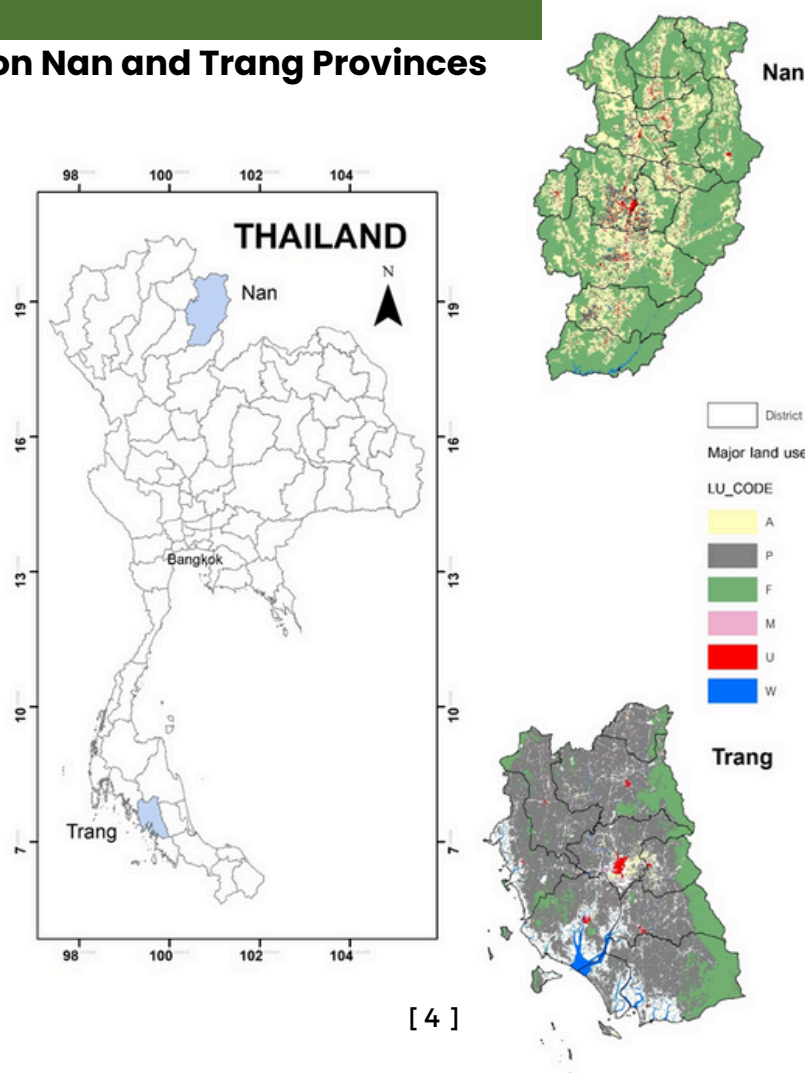 on Nan and Trang Provinces
Nan
98 100 102 104
THAILAND
N
Nan
19 19
16 16
District
Major land use
LU_CODE
A
P
F
M
U
W
Bangkok
13 13
10 10
Trang
Trang
7 7
98 100 102 104
[ 4 ]